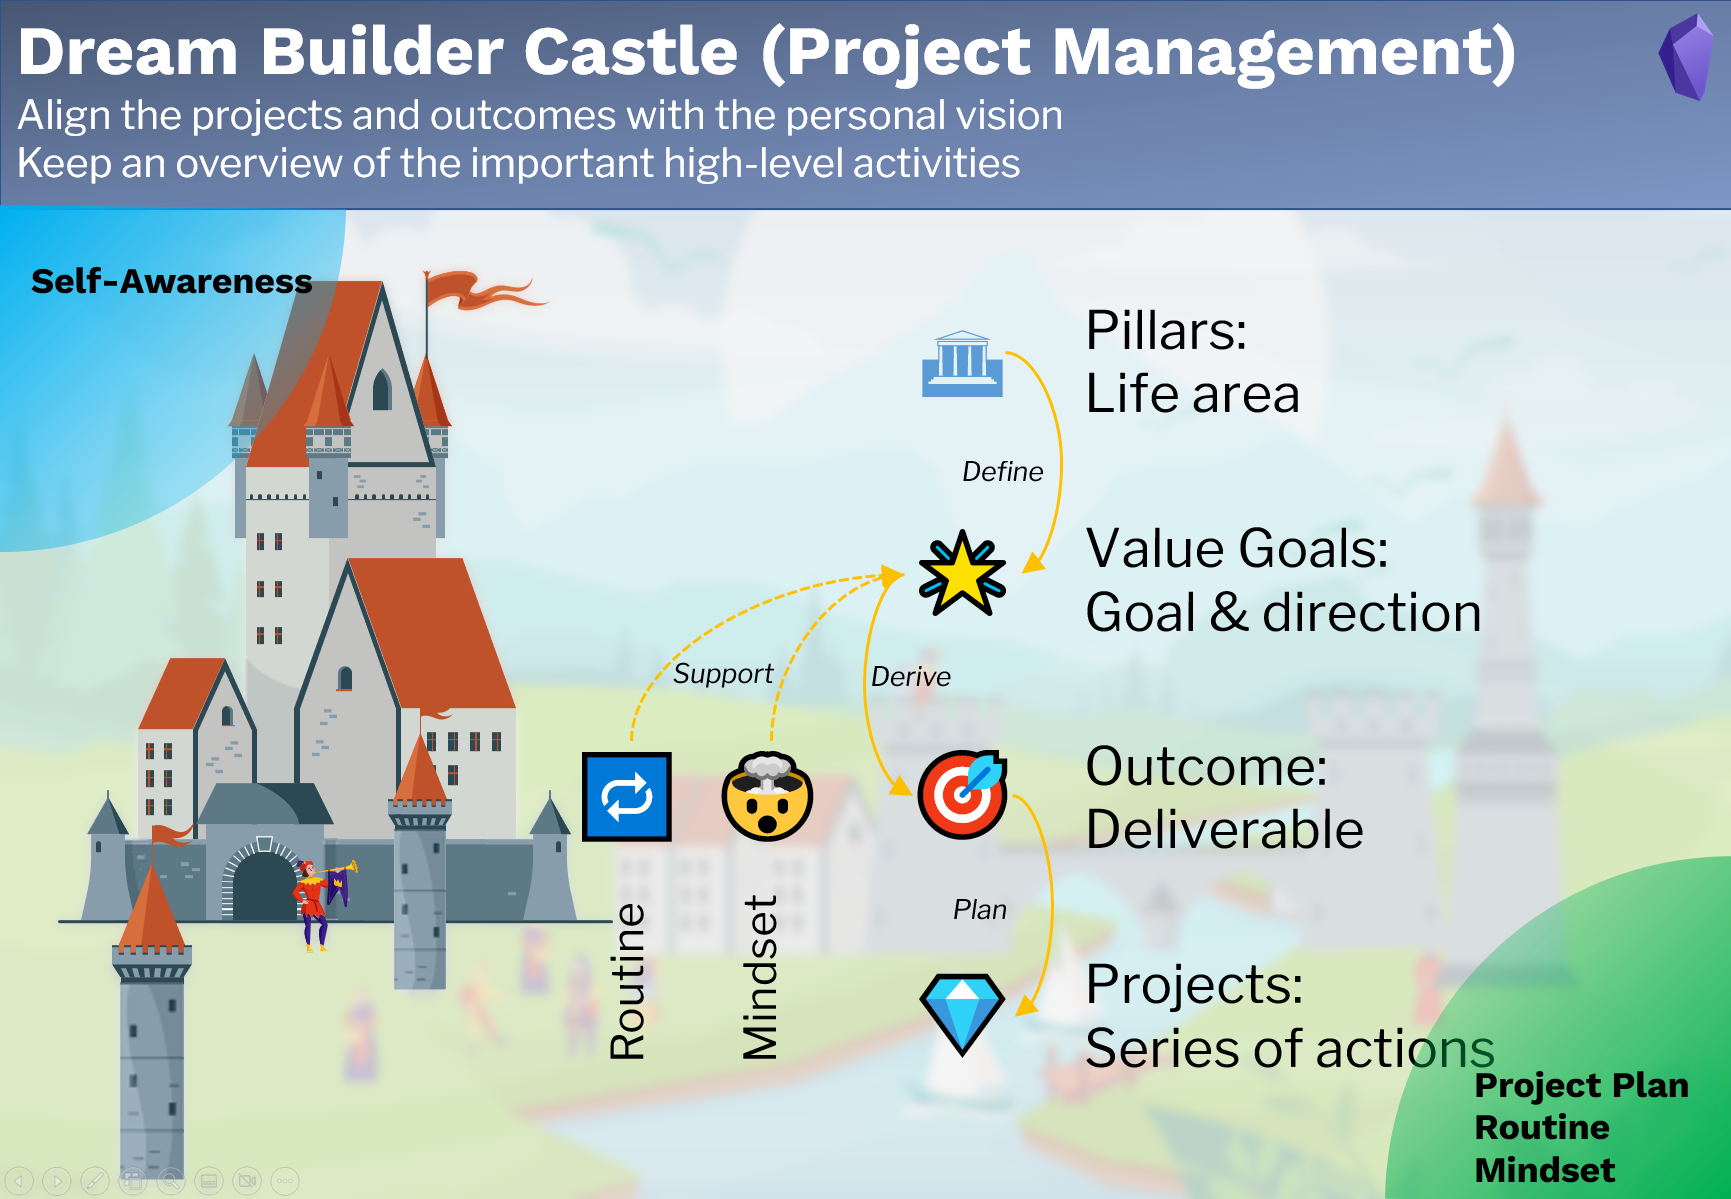 Dream Builder Castle (Project Management)
Align the projects and outcomes with the personal vision
Keep an overview of the important high-level activities
Self-Awareness
Pillars:
Life area
Define
Value Goals:
Goal & direction
Support
Derive
Outcome:
Deliverable
Routine
Mindset
Plan
Projects:
Series of actions
Project Plan
Routine
Mindset